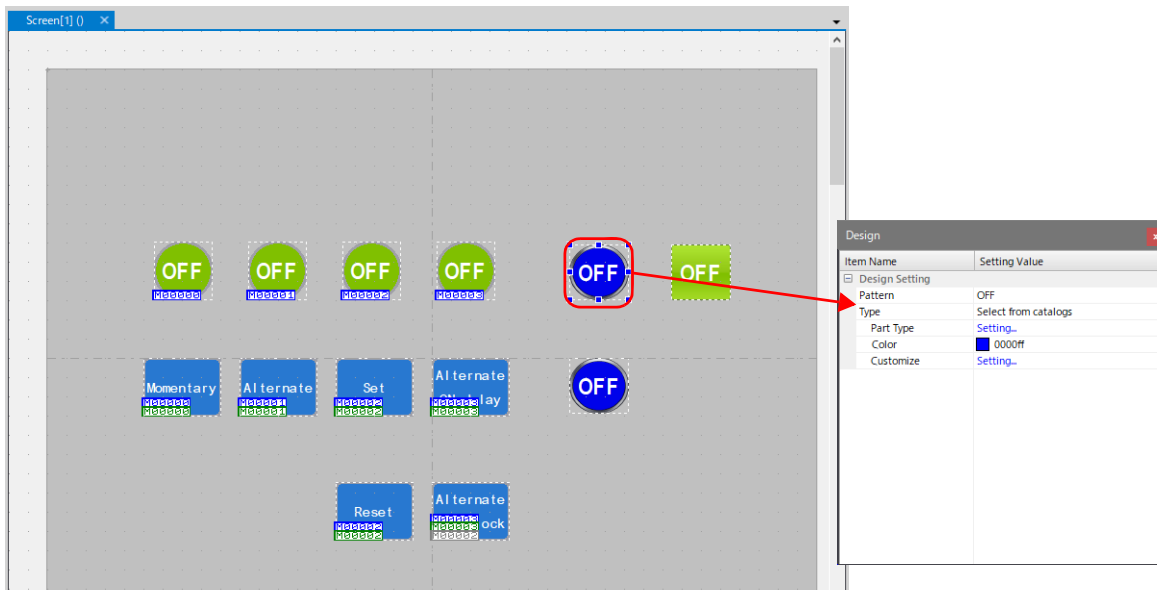 Screen[1] ()
OFF OFF OFF OFF OFF OFF
M00000 M00001 M00002 M00003
Design
Item Name Setting Value
Design Setting
Pattern OFF
Type Select from catalogs
Part Type Setting...
Color 0000ff
Customize Setting...
Momentary Alternate Set Alternate
OFF
M00000 M00001 M00002 M00003
M00000 M00001 M00002 M00003
Reset Alternate
ock
M00002 M00003
M00002 M00003
M00002